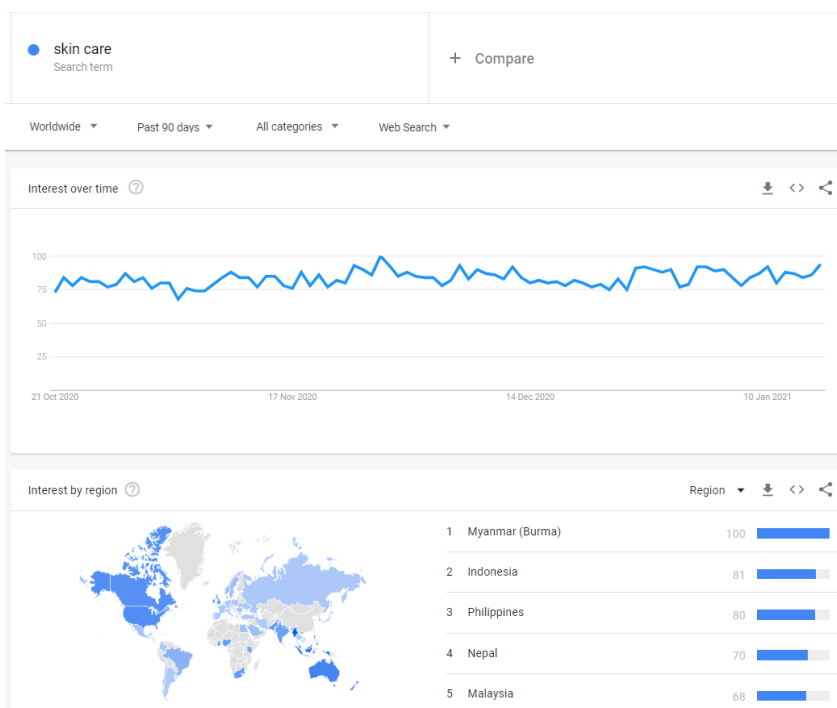 skin care
Search term
+ Compare
Worldwide
Past 90 days
All categories
Web Search
Interest over time
100
75
50
25
21 Oct 2020
17 Nov 2020
14 Dec 2020
10 Jan 2021
Interest by region
Region
1 Myanmar (Burma) 100
2 Indonesia 81
3 Philippines 80
4 Nepal 70
5 Malaysia 68